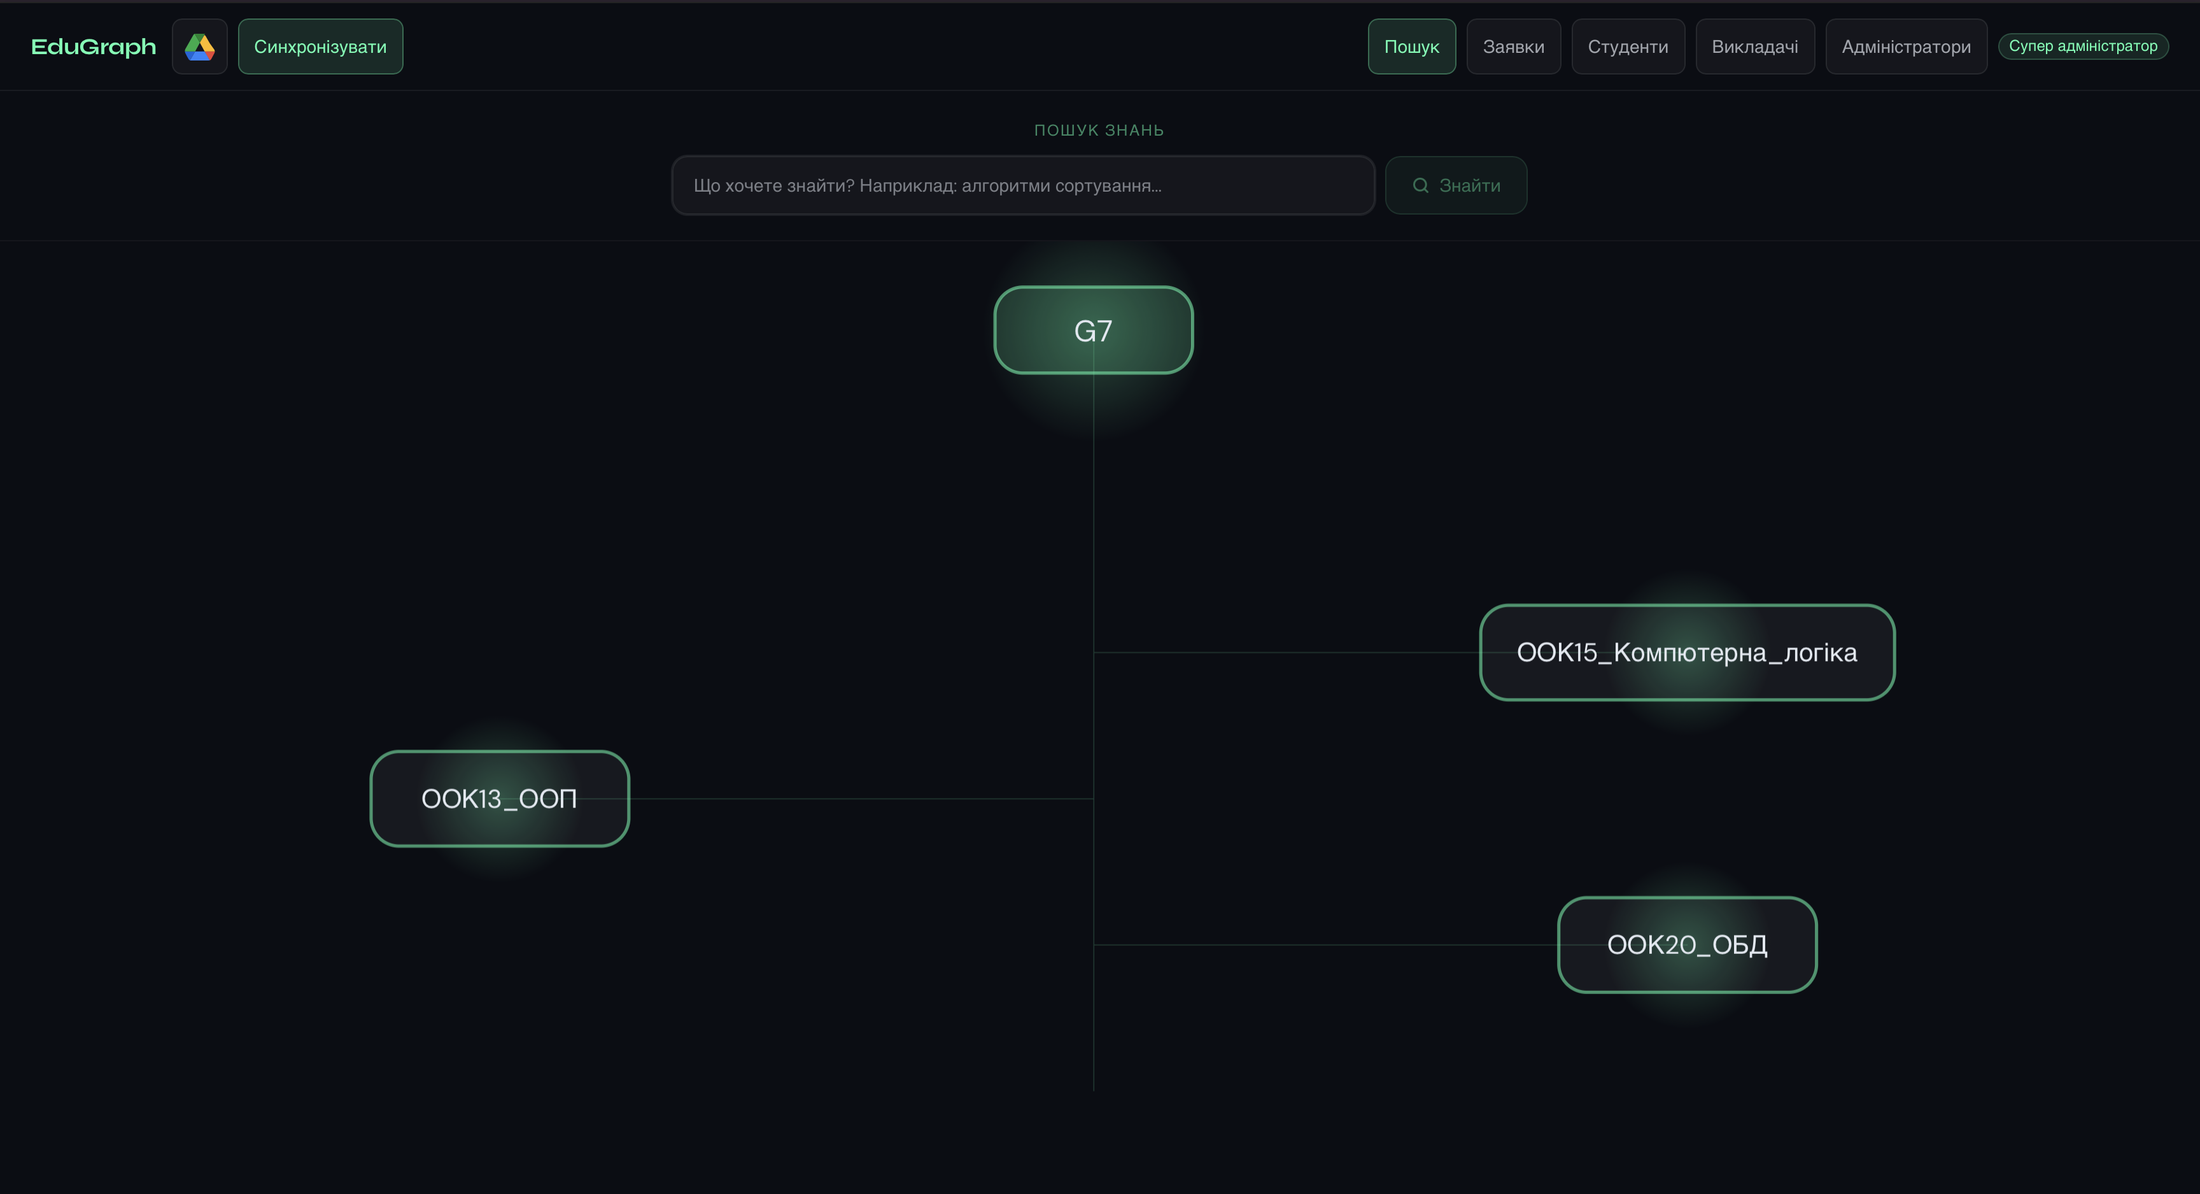 EduGraph
Синхронізувати
Пошук
Заявки
Студенти
Викладачі
Адміністратори
Супер адміністратор
ПОШУК ЗНАНЬ
Що хочете знайти? Наприклад: алгоритми сортування...
Знайти
G7
ООК15_Компютерна_логіка
ООК13_ООП
ООК20_ОБД